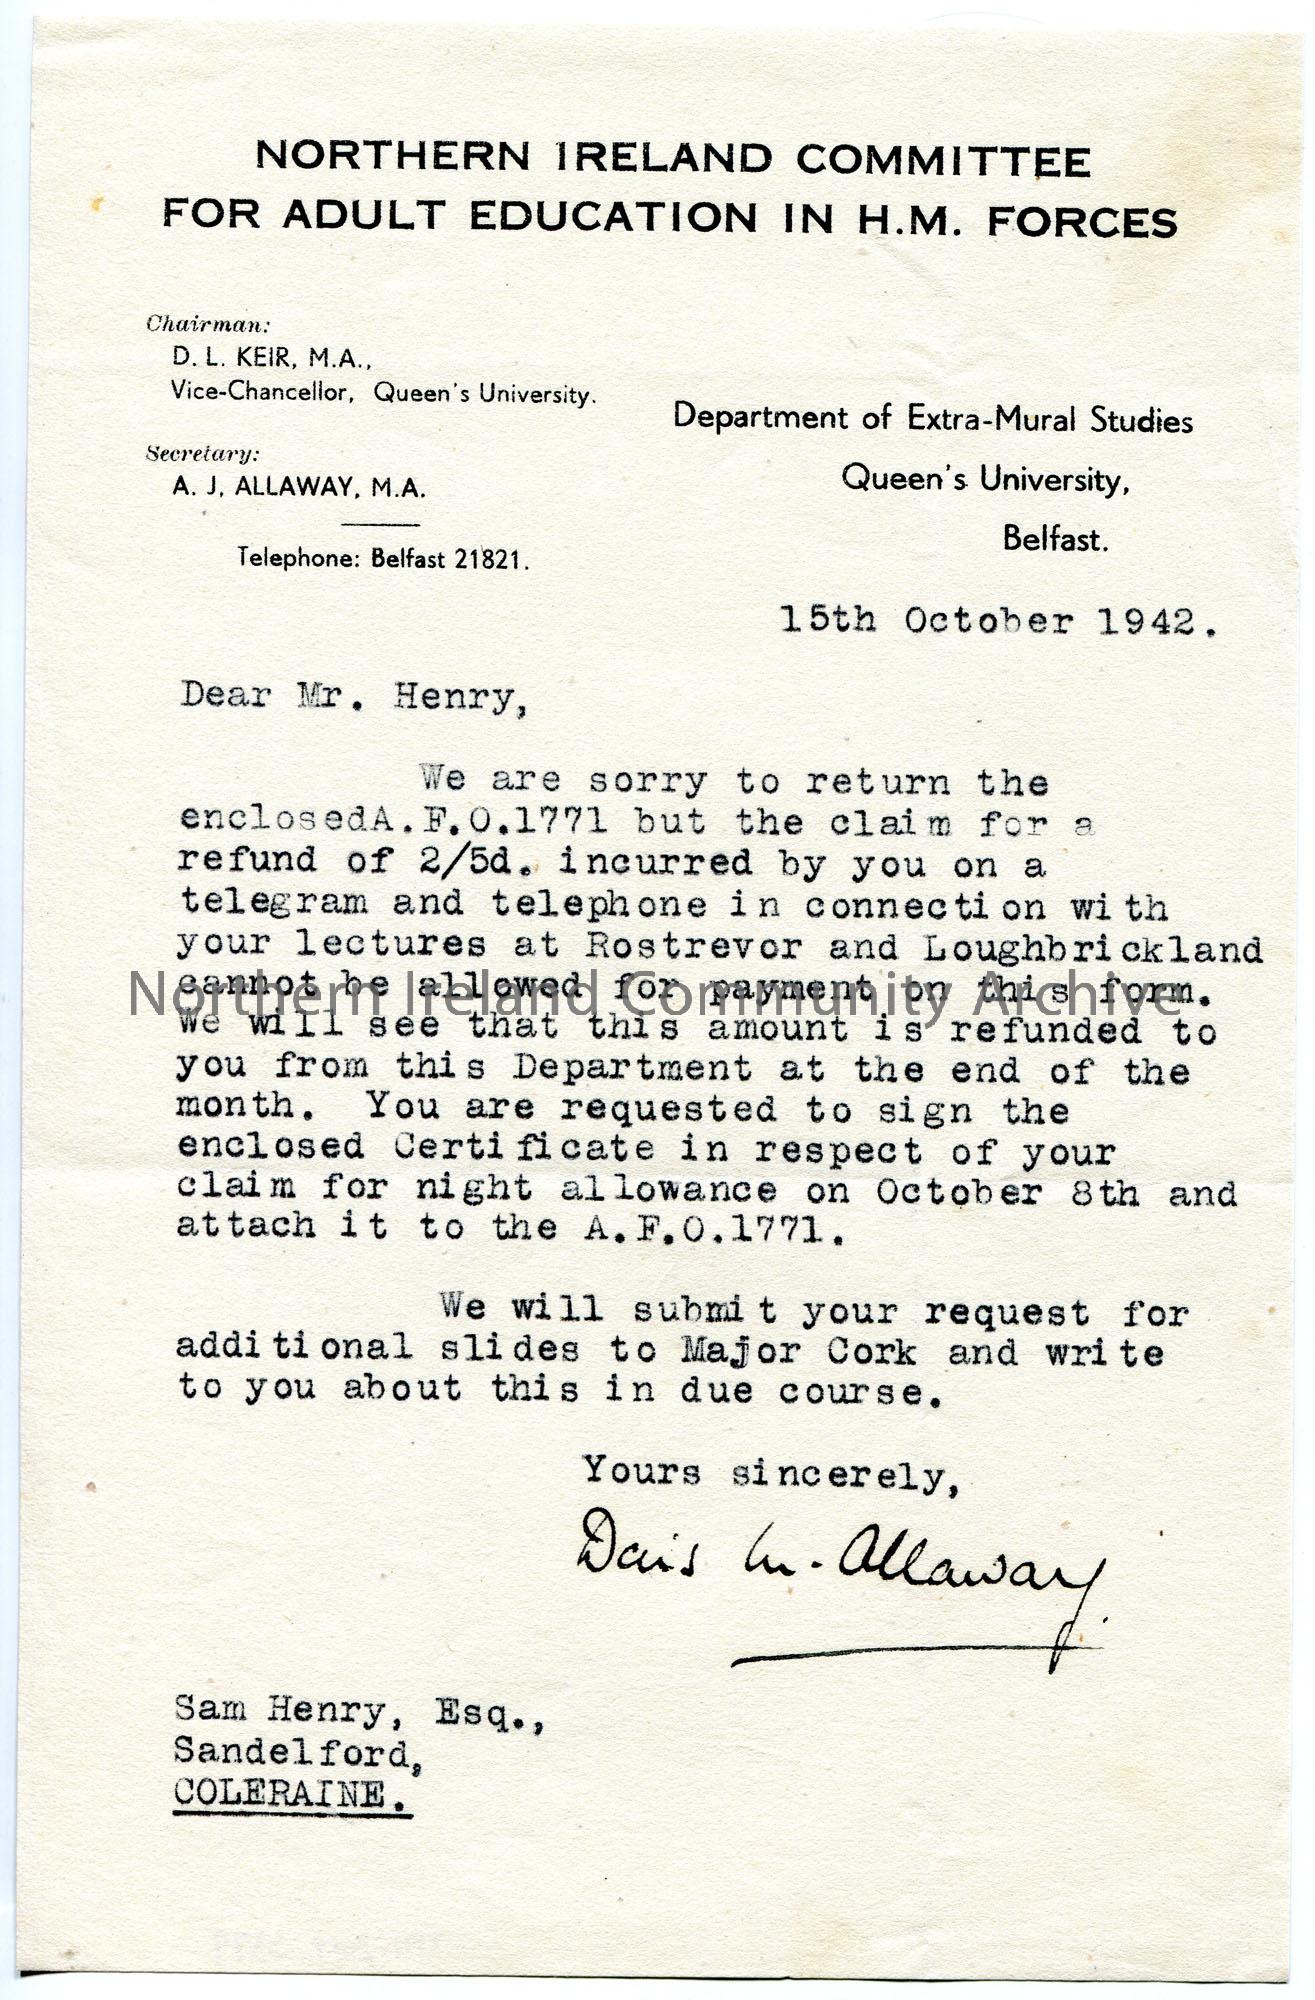 NORTHERN IRELAND COMMITTEE
FOR ADULT EDUCATION IN H.M. FORCES
Chairman:
D. L. KEIR, M.A.,
Vice-Chancellor, Queen's University.
Secretary:
A. J. ALLAWAY, M.A.
Telephone: Belfast 21821.
Department of Extra-Mural Studies
Queen's University,
Belfast.
15th October 1942.
Dear Mr. Henry,
We are sorry to return the
enclosedA.F.O.1771 but the claim for a
refund of 2/5d. incurred by you on a
telegram and telephone in connection with
your lectures at Rostrevor and Loughbrickland
cannot be allowed for payment on this form.
Northern Ireland Community Archive
We will see that this amount is refunded to
you from this Department at the end of the
month. You are requested to sign the
enclosed Certificate in respect of your
claim for night allowance on October 8th and
attach it to the A.F.O.1771.
We will submit your request for
additional slides to Major Cork and write
to you about this in due course.
Yours sincerely,
M. Allaway
Sam Henry, Esq.,
Sandelford,
COLERAINE.